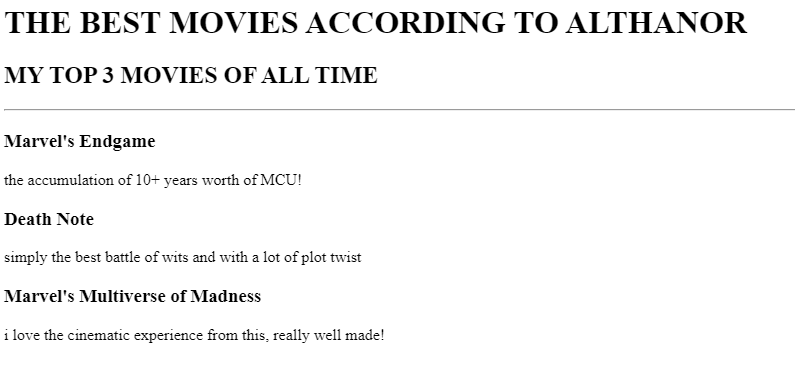 THE BEST MOVIES ACCORDING TO ALTHANOR
MY TOP 3 MOVIES OF ALL TIME
Marvel's Endgame
the accumulation of 10+ years worth of MCU!
Death Note
simply the best battle of wits and with a lot of plot twist
Marvel's Multiverse of Madness
i love the cinematic experience from this, really well made!